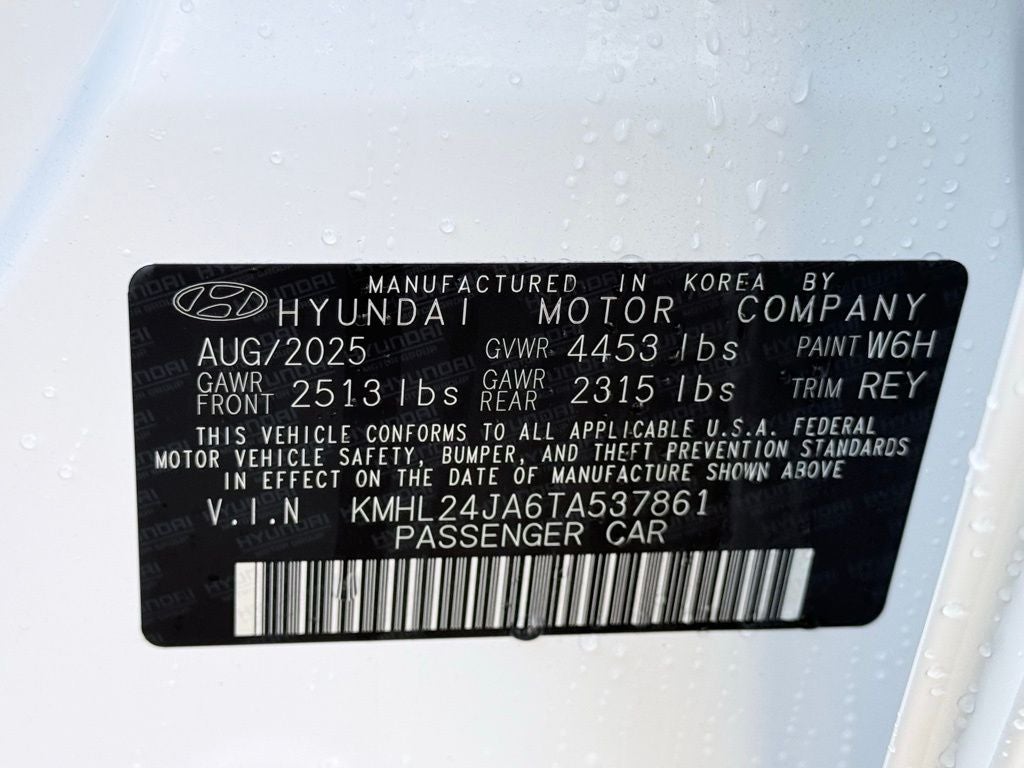 MANUFACTURED IN KOREA BY
HYUNDAI MOTOR COMPANY
AUG/2025 GVWR 4453 lbs PAINT W6H
GAWR FRONT 2513 lbs GAWR REAR 2315 lbs TRIM REY
THIS VEHICLE CONFORMS TO ALL APPLICABLE U.S.A. FEDERAL
MOTOR VEHICLE SAFETY, BUMPER, AND THEFT PREVENTION STANDARDS
IN EFFECT ON THE DATE OF MANUFACTURE SHOWN ABOVE
V.I.N KMHL24JA6TA537861
PASSENGER CAR